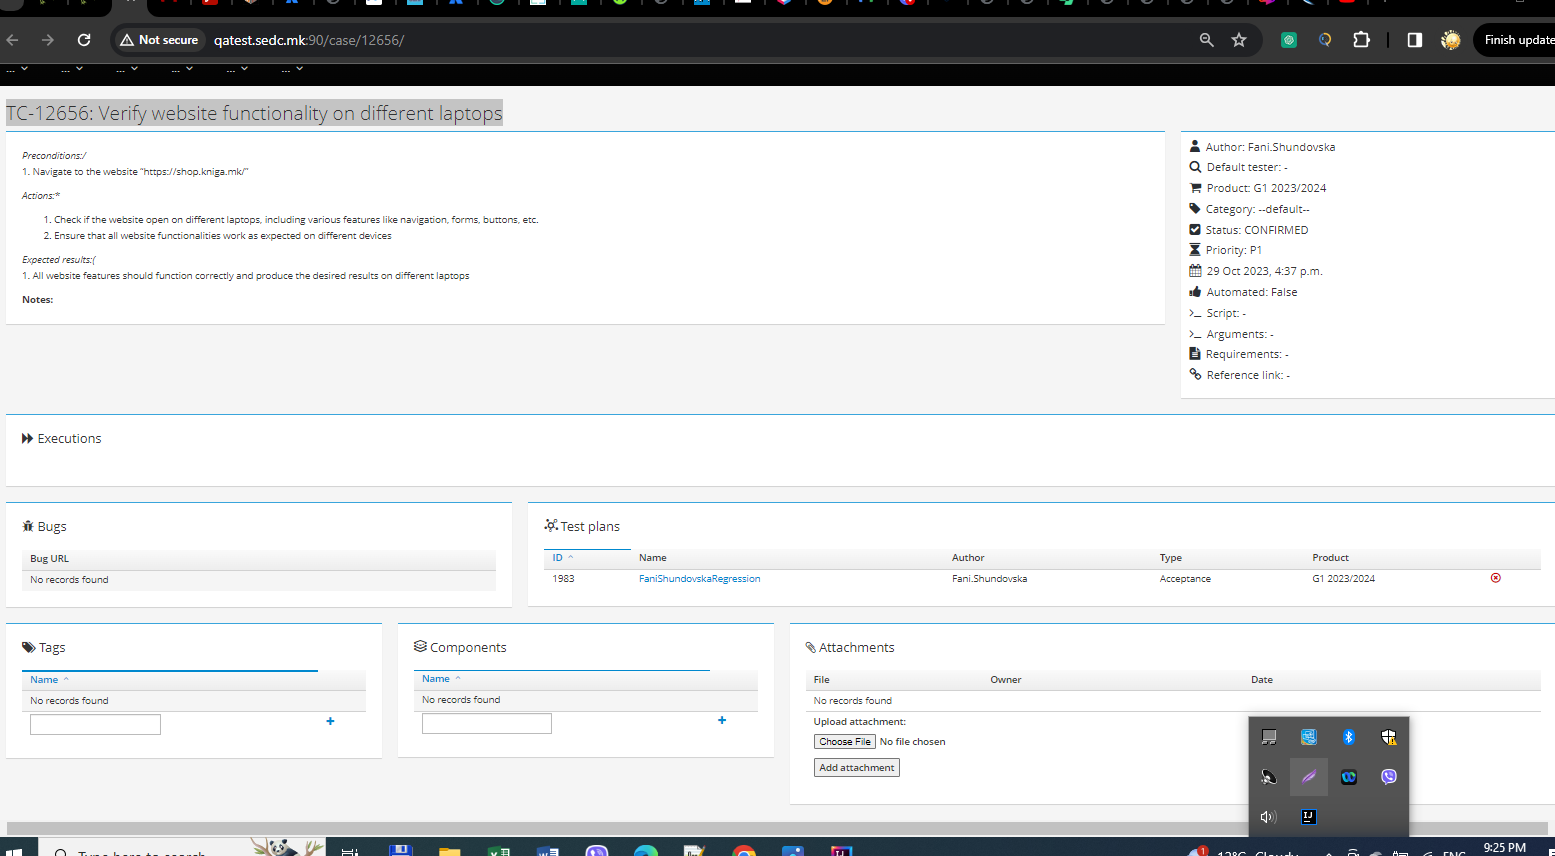 Not secure
qatest.sedc.mk:90/case/12656/
Finish update
... ... ... ... ... ...
TC-12656: Verify website functionality on different laptops
Preconditions:/
1. Navigate to the website "https://shop.kniga.mk/"
Actions:*
1. Check if the website open on different laptops, including various features like navigation, forms, buttons, etc.
2. Ensure that all website functionalities work as expected on different devices
Expected results:(
1. All website features should function correctly and produce the desired results on different laptops
Notes:
Author: Fani.Shundovska
Default tester: -
Product: G1 2023/2024
Category: --default--
Status: CONFIRMED
Priority: P1
29 Oct 2023, 4:37 p.m.
Automated: False
Script: -
Arguments: -
Requirements: -
Reference link: -
Executions
Bugs
Bug URL
No records found
Test plans
ID Name Author Type Product
1983 FaniShundovskaRegression Fani.Shundovska Acceptance G1 2023/2024
Tags
Name
No records found
Components
Name
No records found
Attachments
File Owner Date
No records found
Upload attachment:
Choose File No file chosen
Add attachment
Type here to search
1
12°C Cloudy
ENG
9:25 PM